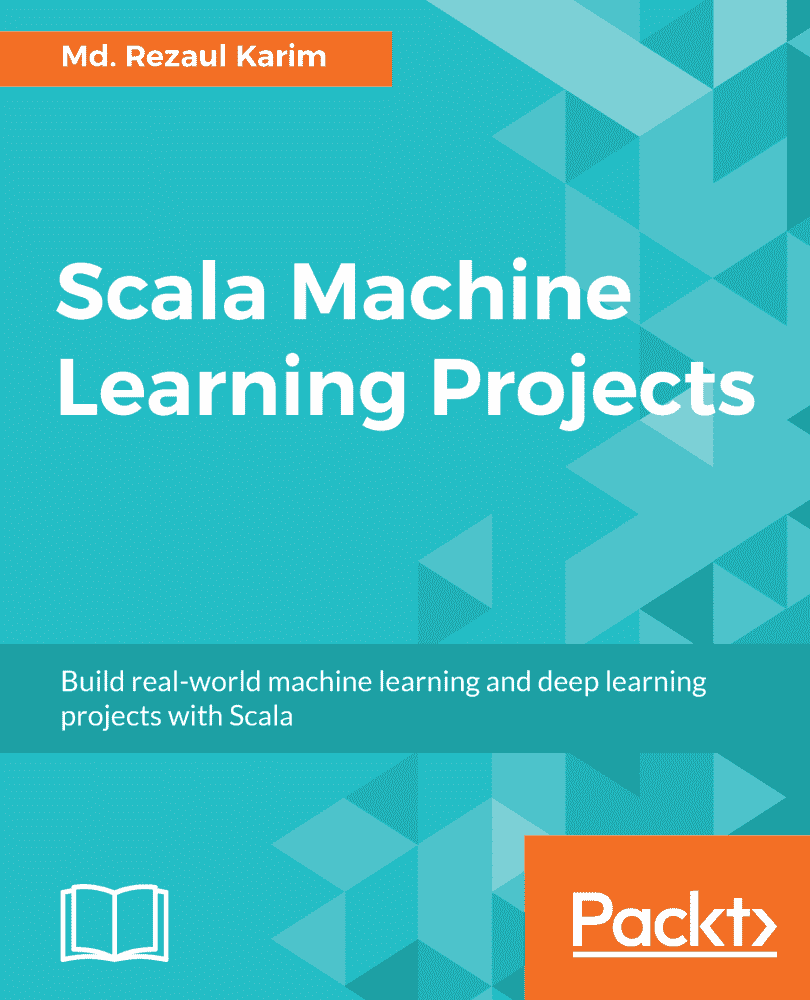 Md. Rezaul Karim
Scala Machine
Learning Projects
Build real-world machine learning and deep learning
projects with Scala
Packt>